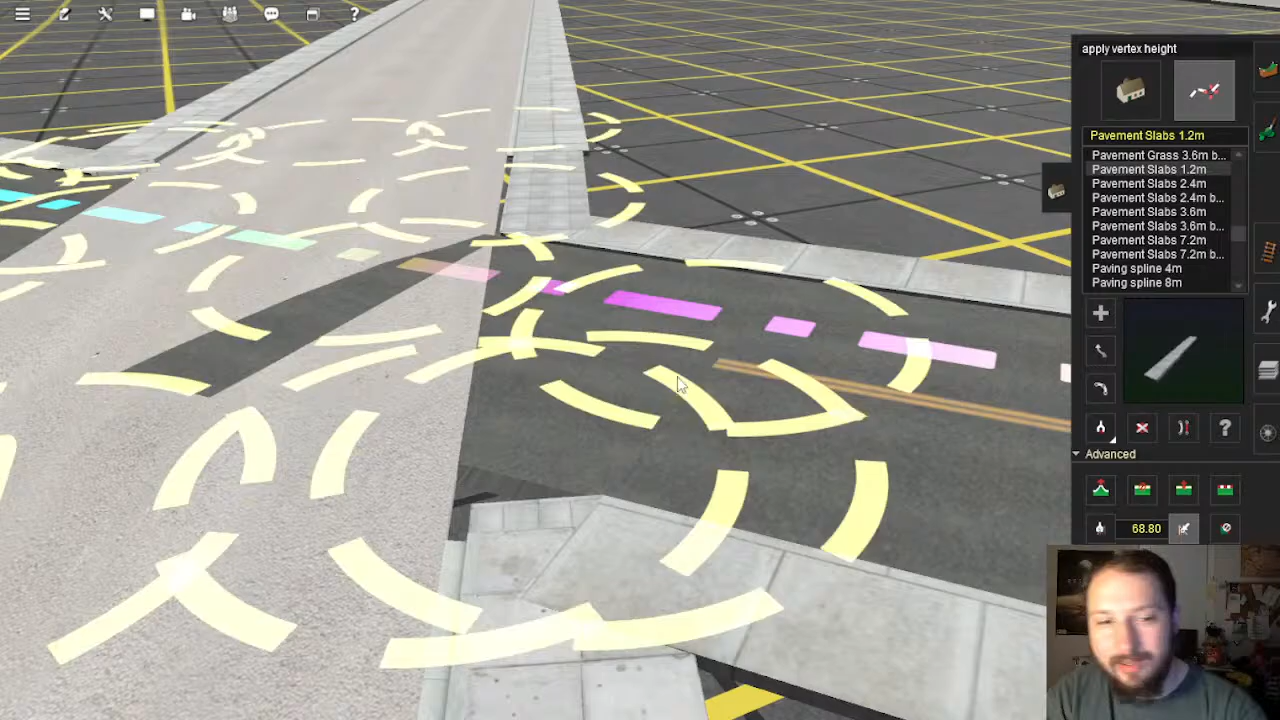 apply vertex height
Pavement Slabs 1.2m
Pavement Grass 3.6m b...
Pavement Slabs 1.2m
Pavement Slabs 2.4m
Pavement Slabs 2.4m b...
Pavement Slabs 3.6m
Pavement Slabs 3.6m b...
Pavement Slabs 7.2m
Pavement Slabs 7.2m b...
Paving spline 4m
Paving spline 8m
Advanced
68.80